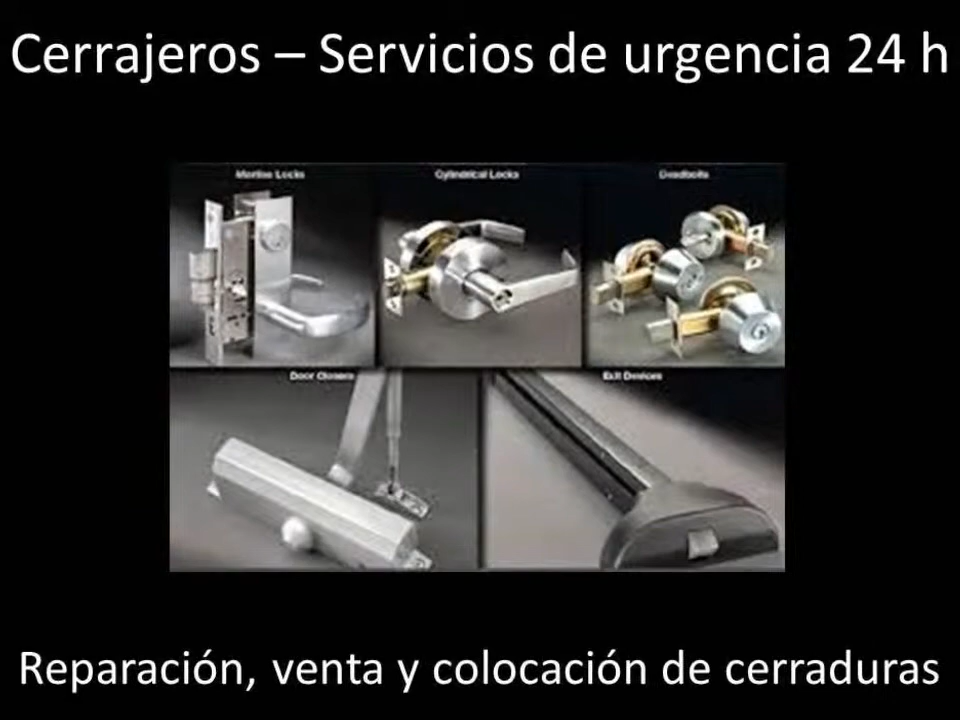 Cerrajeros – Servicios de urgencia 24 h
Mortise Locks
Cylindrical Locks
Deadbolts
Door Closers
Exit Devices
Reparación, venta y colocación de cerraduras